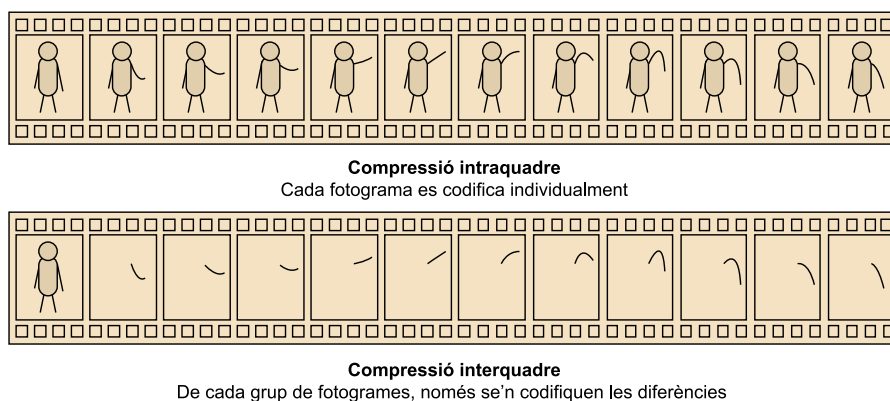 Compressió intraquadre
Cada fotograma es codifica individualment
Compressió interquadre
De cada grup de fotogrames, només se’n codifiquen les diferències